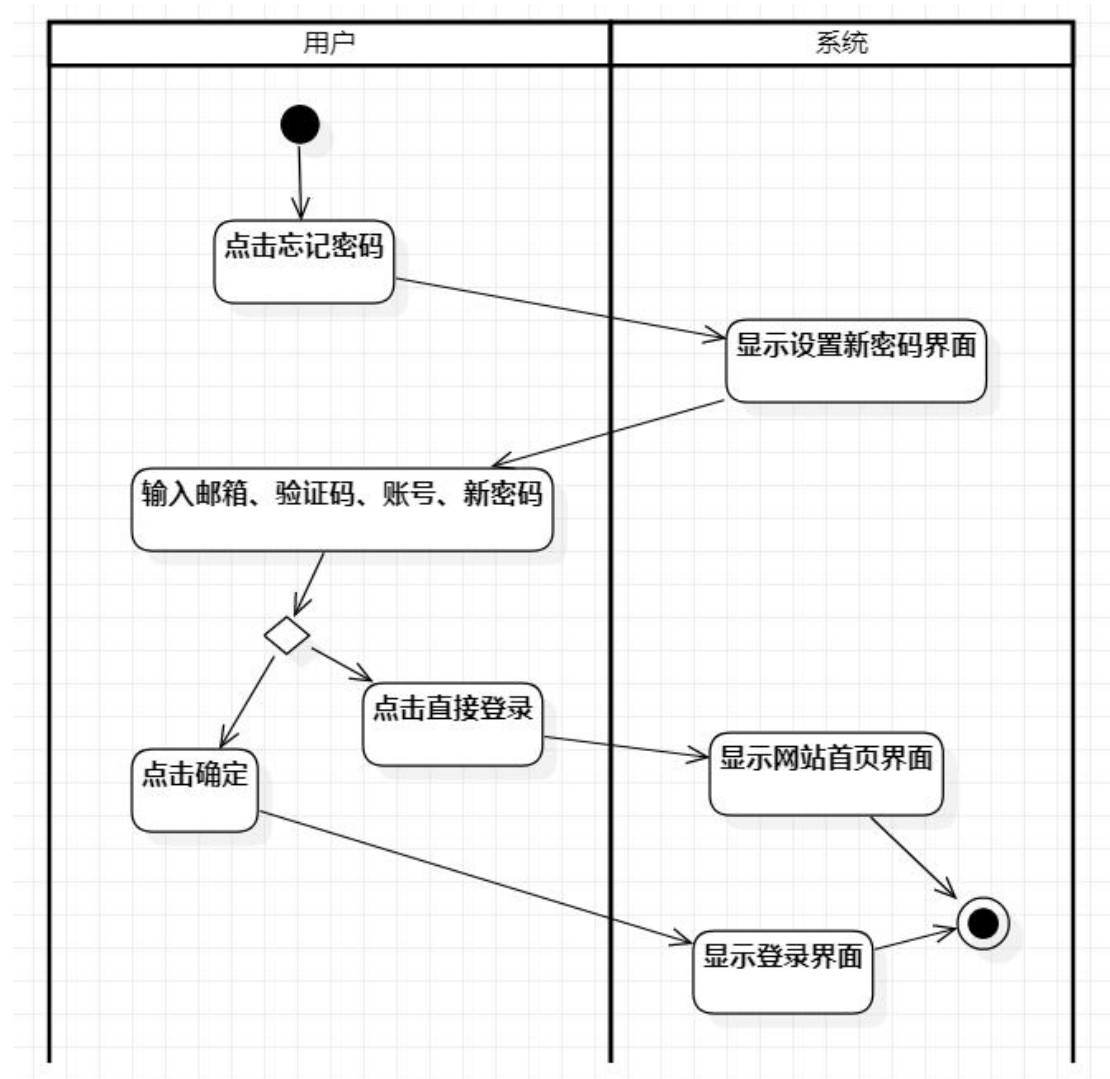 用户
系统
点击忘记密码
显示设置新密码界面
输入邮箱、验证码、账号、新密码
点击直接登录
显示网站首页界面
点击确定
显示登录界面